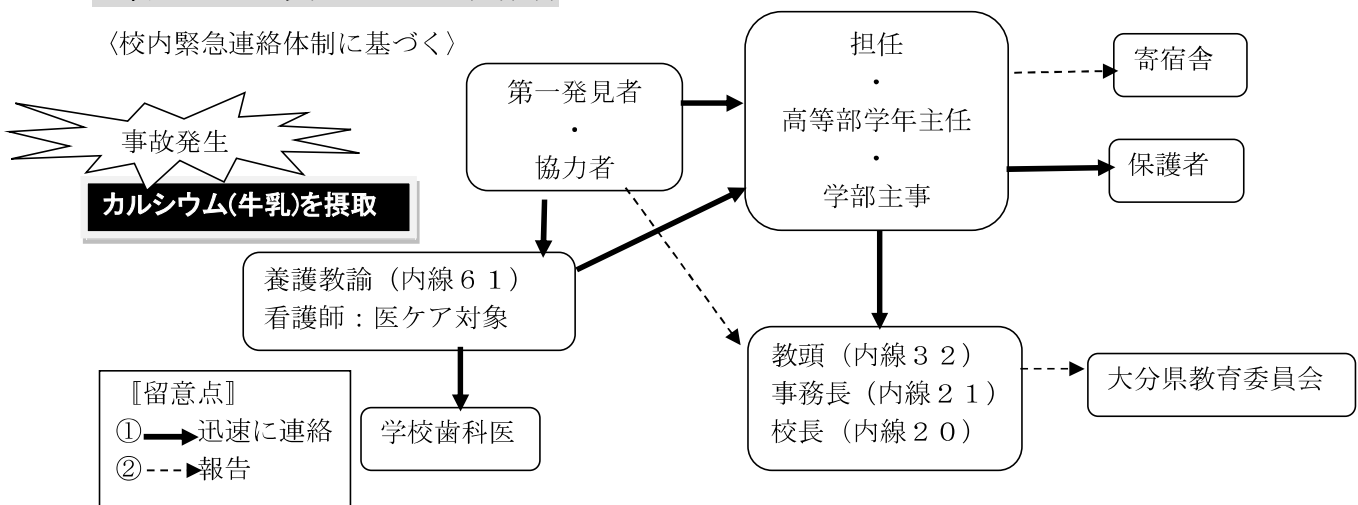 〈校内緊急連絡体制に基づく〉
事故発生
カルシウム(牛乳)を摂取
第一発見者
・
協力者
担任
・
高等部学年主任
・
学部主事
寄宿舎
保護者
養護教諭（内線６１）
看護師：医ケア対象
学校歯科医
教頭（内線３２）
事務長（内線２１）
校長（内線２０）
大分県教育委員会
〚留意点〛
①→迅速に連絡
②---▶報告